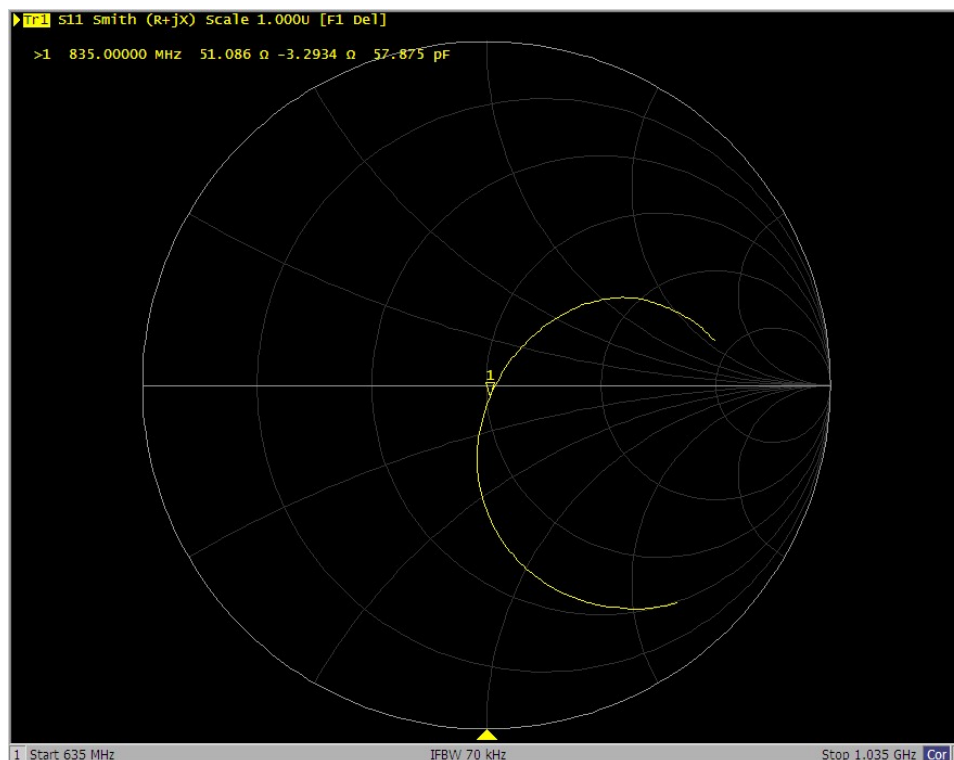 Tr1 S11 Smith (R+jX) Scale 1.000U [F1 Del]
>1 835.00000 MHz 51.086 Ω -3.2934 Ω 57.875 pF
1
1 Start 635 MHz IFBW 70 kHz Stop 1.035 GHz Cor